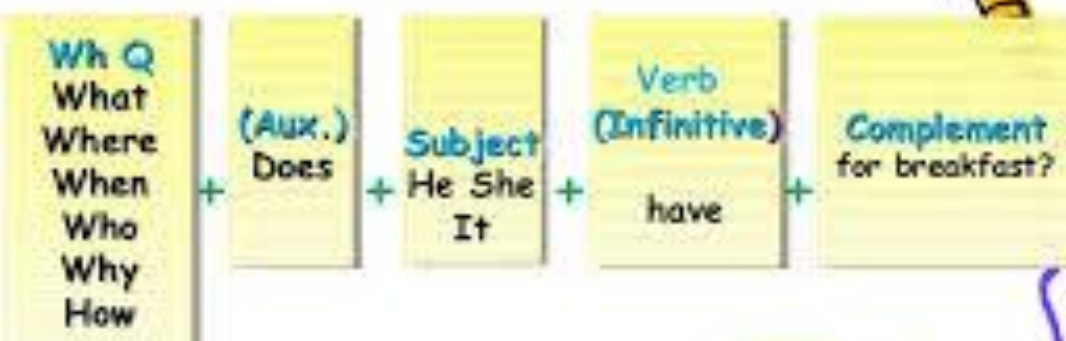 Wh Q
What
Where
When
Who
Why
How
+
(Aux.)
Does
+
Subject
He She
It
+
Verb
(Infinitive)
have
+
Complement
for breakfast?